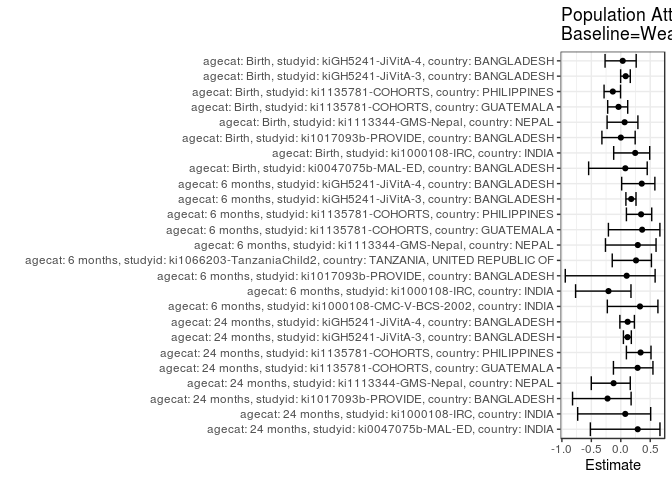 Population Att
Baseline=Wea
agecat: Birth, studyid: kiGH5241-JiVitA-4, country: BANGLADESH
agecat: Birth, studyid: kiGH5241-JiVitA-3, country: BANGLADESH
agecat: Birth, studyid: ki1135781-COHORTS, country: PHILIPPINES
agecat: Birth, studyid: ki1135781-COHORTS, country: GUATEMALA
agecat: Birth, studyid: ki1113344-GMS-Nepal, country: NEPAL
agecat: Birth, studyid: ki1017093b-PROVIDE, country: BANGLADESH
agecat: Birth, studyid: ki1000108-IRC, country: INDIA
agecat: Birth, studyid: ki0047075b-MAL-ED, country: BANGLADESH
agecat: 6 months, studyid: kiGH5241-JiVitA-4, country: BANGLADESH
agecat: 6 months, studyid: kiGH5241-JiVitA-3, country: BANGLADESH
agecat: 6 months, studyid: ki1135781-COHORTS, country: PHILIPPINES
agecat: 6 months, studyid: ki1135781-COHORTS, country: GUATEMALA
agecat: 6 months, studyid: ki1113344-GMS-Nepal, country: NEPAL
agecat: 6 months, studyid: ki1066203-TanzaniaChild2, country: TANZANIA, UNITED REPUBLIC OF
agecat: 6 months, studyid: ki1017093b-PROVIDE, country: BANGLADESH
agecat: 6 months, studyid: ki1000108-IRC, country: INDIA
agecat: 6 months, studyid: ki1000108-CMC-V-BCS-2002, country: INDIA
agecat: 24 months, studyid: kiGH5241-JiVitA-4, country: BANGLADESH
agecat: 24 months, studyid: kiGH5241-JiVitA-3, country: BANGLADESH
agecat: 24 months, studyid: ki1135781-COHORTS, country: PHILIPPINES
agecat: 24 months, studyid: ki1135781-COHORTS, country: GUATEMALA
agecat: 24 months, studyid: ki1113344-GMS-Nepal, country: NEPAL
agecat: 24 months, studyid: ki1017093b-PROVIDE, country: BANGLADESH
agecat: 24 months, studyid: ki1000108-IRC, country: INDIA
agecat: 24 months, studyid: ki0047075b-MAL-ED, country: INDIA
-1.0 -0.5 0.0 0.5
Estimate